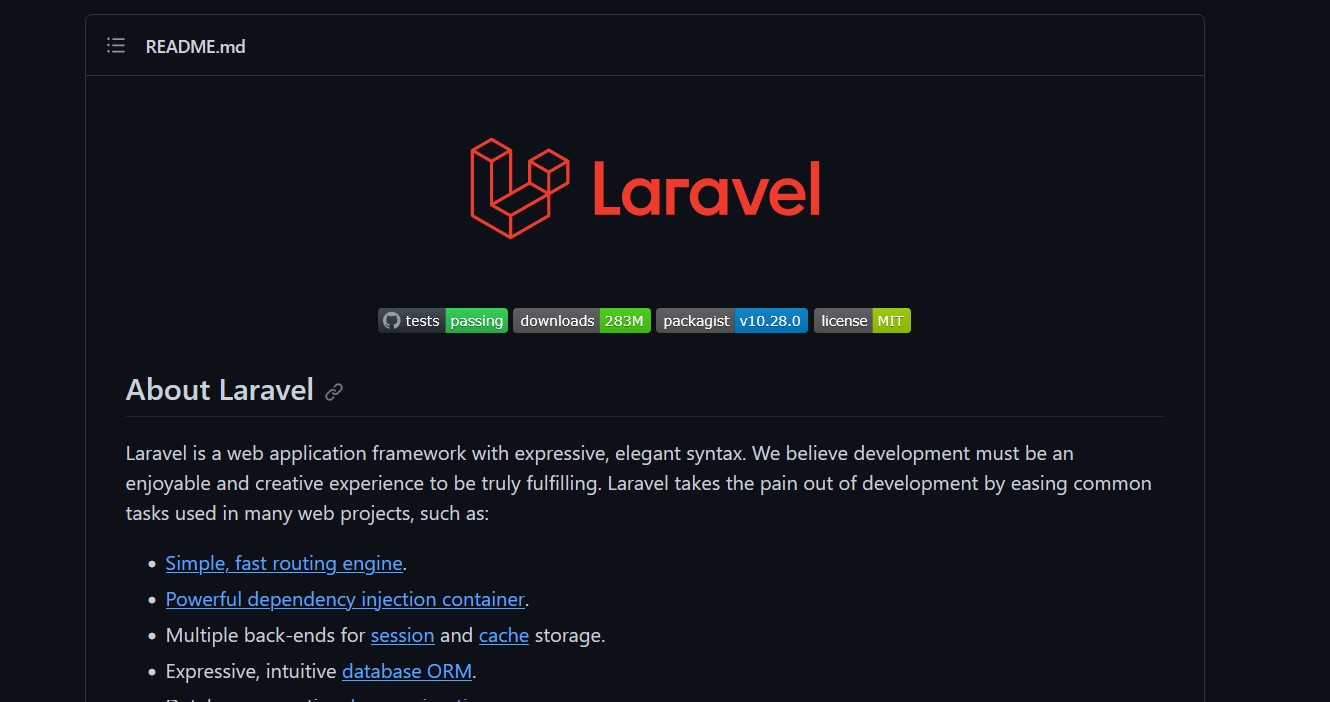 README.md
Laravel
tests passing downloads 283M packagist v10.28.0 license MIT
About Laravel
Laravel is a web application framework with expressive, elegant syntax. We believe development must be an
enjoyable and creative experience to be truly fulfilling. Laravel takes the pain out of development by easing common
tasks used in many web projects, such as:
• Simple, fast routing engine.
• Powerful dependency injection container.
• Multiple back-ends for session and cache storage.
• Expressive, intuitive database ORM.